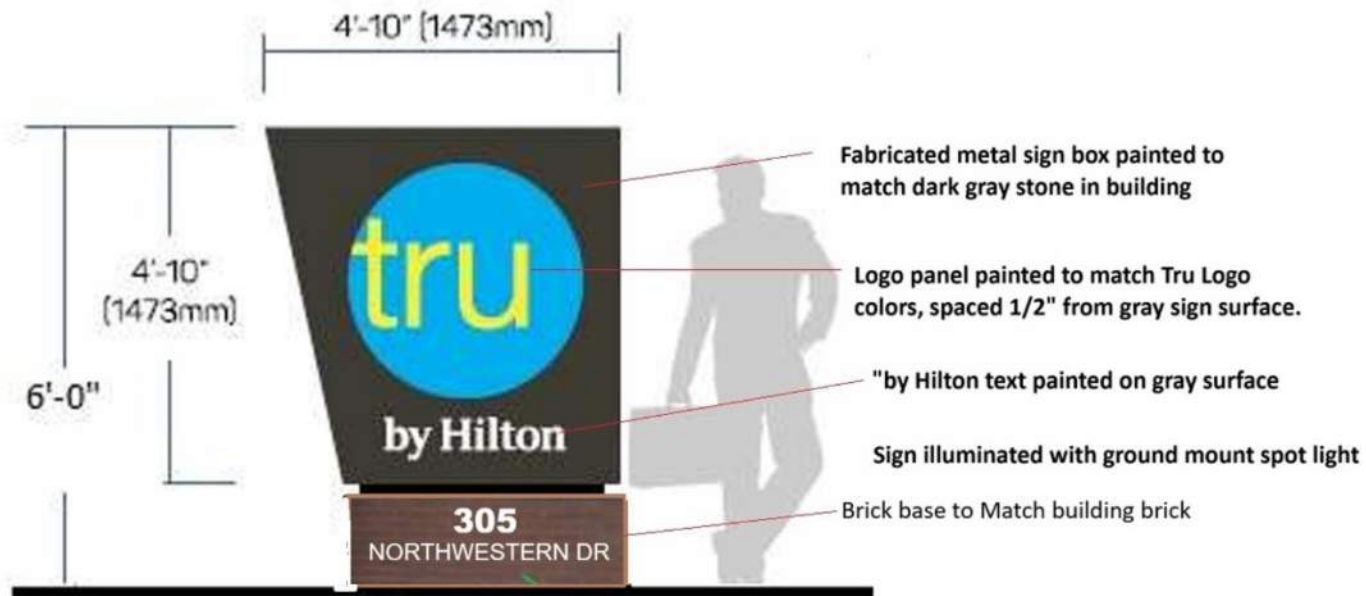 4'-10" (1473mm)
Fabricated metal sign box painted to
match dark gray stone in building
4'-10"
(1473mm)
tru
Logo panel painted to match Tru Logo
colors, spaced 1/2" from gray sign surface.
6'-0"
"by Hilton text painted on gray surface
by Hilton
Sign illuminated with ground mount spot light
305
NORTHWESTERN DR
Brick base to Match building brick